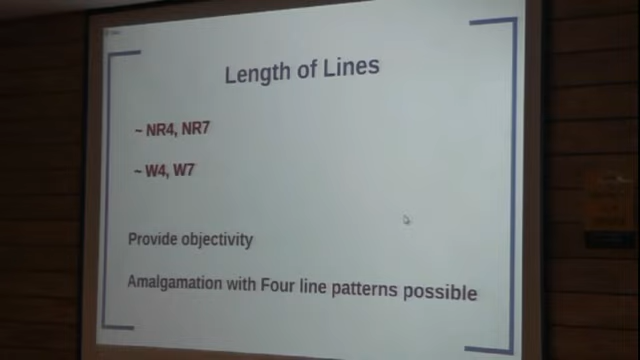 Length of Lines
~ NR4, NR7
~ W4, W7
Provide objectivity
Amalgamation with Four line patterns possible